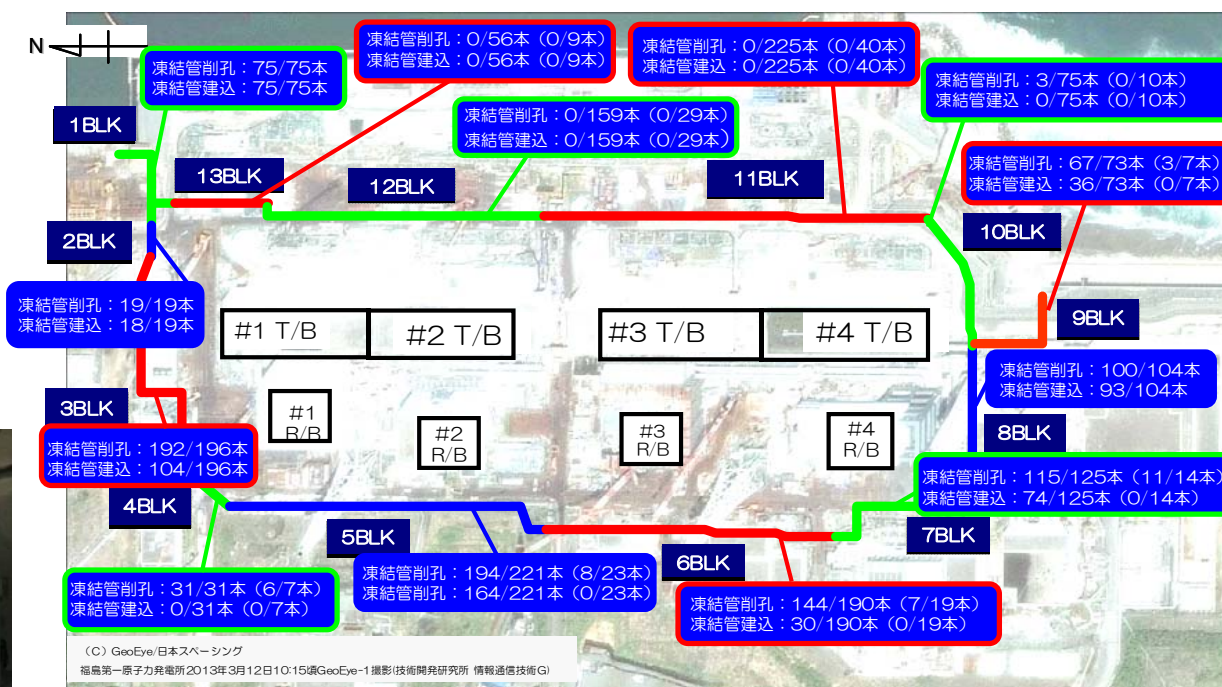 N
凍結管削孔：75/75本
凍結管建込：75/75本
凍結管削孔：0/56本（0/9本）
凍結管建込：0/56本（0/9本）
凍結管削孔：0/225本（0/40本）
凍結管建込：0/225本（0/40本）
凍結管削孔：3/75本（0/10本）
凍結管建込：0/75本（0/10本）
凍結管削孔：0/159本（0/29本）
凍結管建込：0/159本（0/29本）
1BLK
13BLK
12BLK
11BLK
凍結管削孔：67/73本（3/7本）
凍結管建込：36/73本（0/7本）
2BLK
10BLK
凍結管削孔：19/19本
凍結管建込：18/19本
#1 T/B
#2 T/B
#3 T/B
#4 T/B
9BLK
凍結管削孔：100/104本
凍結管建込：93/104本
3BLK
#1
R/B
#2
R/B
#3
R/B
#4
R/B
8BLK
凍結管削孔：192/196本
凍結管建込：104/196本
凍結管削孔：115/125本（11/14本）
凍結管建込：74/125本（0/14本）
4BLK
5BLK
6BLK
7BLK
凍結管削孔：31/31本（6/7本）
凍結管建込：0/31本（0/7本）
凍結管削孔：194/221本（8/23本）
凍結管建込：164/221本（0/23本）
凍結管削孔：144/190本（7/19本）
凍結管建込：30/190本（0/19本）
（C）GeoEye/日本スペーシング
福島第一原子力発電所2013年3月12日10:15頃GeoEye-1撮影(技術開発研究所 情報通信技術G)